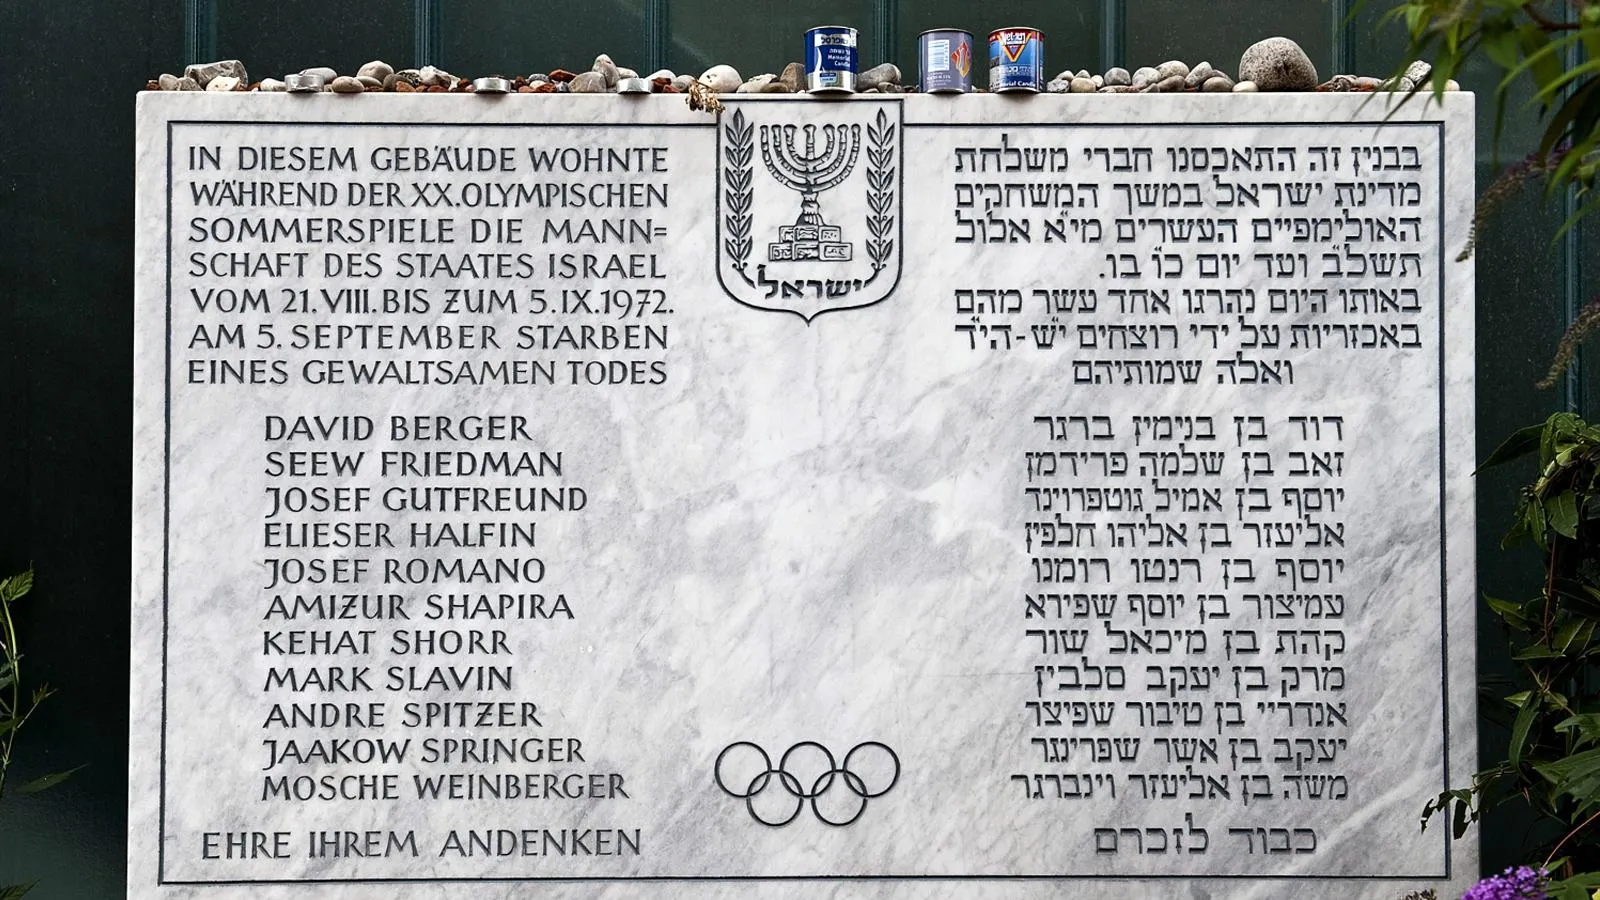 IN DIESEM GEBÄUDE WOHNTE
WÄHREND DER XX. OLYMPISCHEN
SOMMERSPIELE DIE MANN=
SCHAFT DES STAATES ISRAEL
VOM 21. VIII. BIS ZUM 5. IX. 1972.
AM 5. SEPTEMBER STARBEN
EINES GEWALTSAMEN TODES
DAVID BERGER
SEEW FRIEDMAN
JOSEF GUTFREUND
ELIESER HALFIN
JOSEF ROMANO
AMIZUR SHAPIRA
KEHAT SHORR
MARK SLAVIN
ANDRE SPITZER
JAAKOW SPRINGER
MOSCHE WEINBERGER
EHRE IHREM ANDENKEN
ישראל
בבנין זה התאכסנו חברי משלחת
מדינת ישראל במשך המשחקים
האולימפיים העשרים מי״א אלול
תשל״ב ועד יום כ״ו בו.
באותו היום נהרגו אחד עשר מהם
באכזריות על ידי רוצחים י״ש-הי״ד
ואלה שמותיהם
דוד בן בנימין ברגר
זאב בן שלמה פרידמן
יוסף בן אמיל גוטפרוינד
אליעזר בן אליהו חלפין
יוסף בן רנטו רומנו
עמיצור בן יוסף שפירא
קהת בן מיכאל שור
מרק בן יעקב סלבין
אנדריי בן טיבור שפיצר
יעקב בן אשר שפרינגר
משה בן אליעזר וינברגר
כבוד לזכרם
Memorial
Candle
Memorial Candle